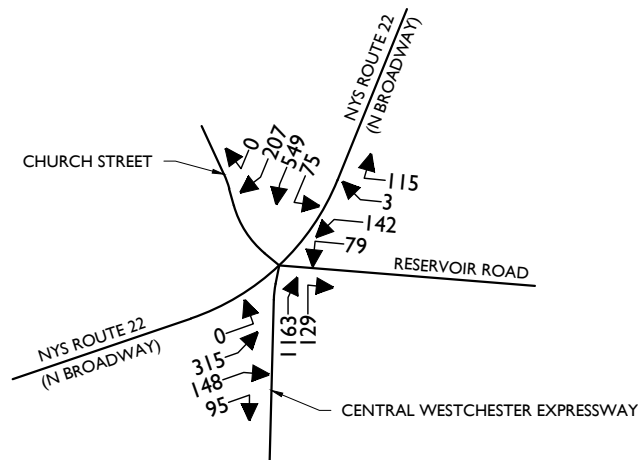 NYS ROUTE 22
(N BROADWAY)
CHURCH STREET
0
207
549
75
115
3
142
79
RESERVOIR ROAD
NYS ROUTE 22
(N BROADWAY)
0
315
148
95
1163
129
CENTRAL WESTCHESTER EXPRESSWAY